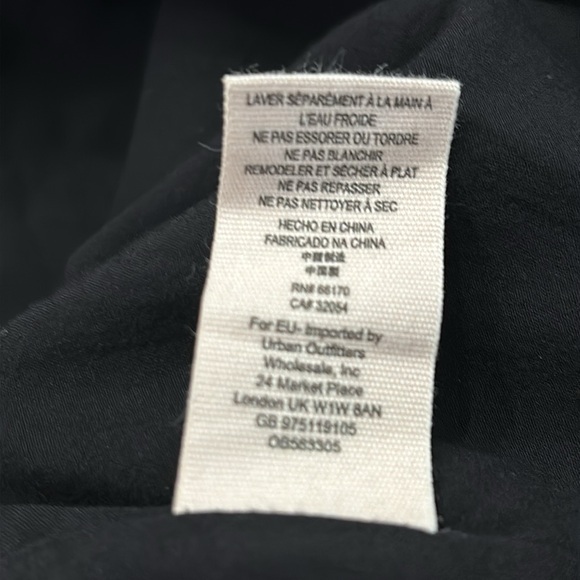 LAVER SÉPARÉMENT À LA MAIN À
L'EAU FROIDE
NE PAS ESSORER OU TORDRE
NE PAS BLANCHIR
REMODELER ET SÉCHER À PLAT
NE PAS REPASSER
NE PAS NETTOYER À SEC
HECHO EN CHINA
FABRICADO NA CHINA
中國製造
中国製
RN# 66170
CA# 32054
For EU- Imported by
Urban Outfitters
Wholesale, Inc
24 Market Place
London UK W1W 8AN
GB 975119105
OB583305